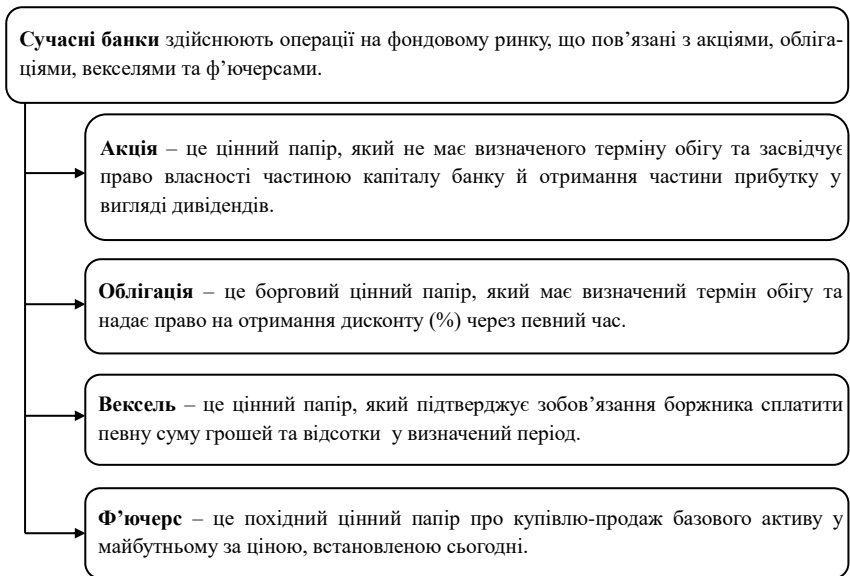 Сучасні банки здійснюють операції на фондовому ринку, що пов’язані з акціями, обліга-
ціями, векселями та ф’ючерсами.
Акція – це цінний папір, який не має визначеного терміну обігу та засвідчує
право власності частиною капіталу банку й отримання частини прибутку у
вигляді дивідендів.
Облігація – це борговий цінний папір, який має визначений термін обігу та
надає право на отримання дисконту (%) через певний час.
Вексель – це цінний папір, який підтверджує зобов’язання боржника сплатити
певну суму грошей та відсотки у визначений період.
Ф’ючерс – це похідний цінний папір про купівлю-продаж базового активу у
майбутньому за ціною, встановленою сьогодні.